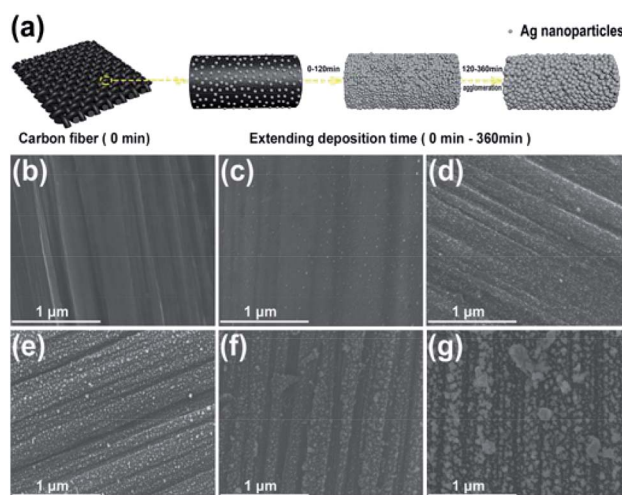 (a)
Ag nanoparticles
0-120min
120-360min
agglomeration
Carbon fiber ( 0 min)
Extending deposition time ( 0 min - 360min )
(b)
(c)
(d)
1 μm
1 μm
1 μm
(e)
(f)
(g)
1 μm
1 μm
1 μm